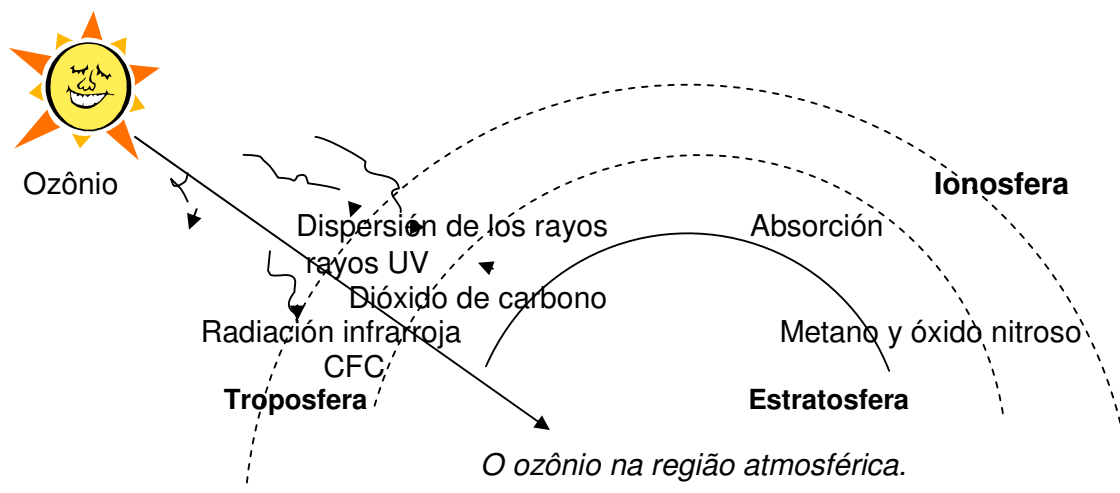 Ozônio
Ionosfera
Dispersión de los rayos
Absorción
rayos UV
Dióxido de carbono
Radiación infrarroja
Metano y óxido nitroso
CFC
Troposfera
Estratosfera
O ozônio na região atmosférica.